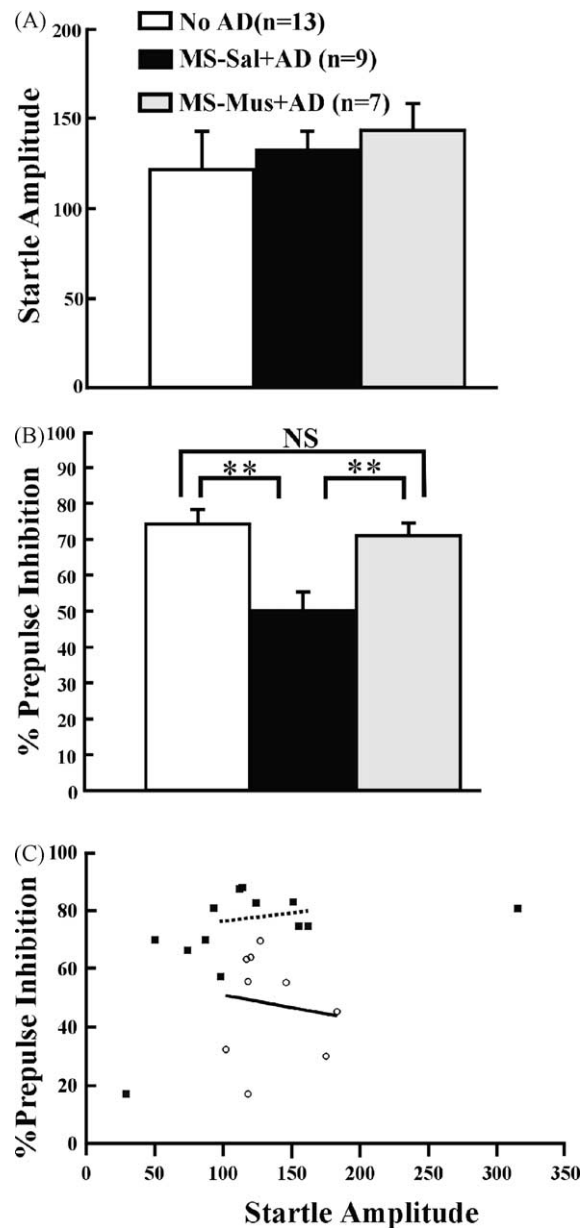 (A)
No AD(n=13)
MS-Sal+AD (n=9)
MS-Mus+AD (n=7)
Startle Amplitude
200
150
100
50
0
(B)
% Prepulse Inhibition
100
90
80
70
60
50
40
30
20
10
0
NS
** **
(C)
%Prepulse Inhibition
100
80
60
40
20
0
0 50 100 150 200 250 300 350
Startle Amplitude